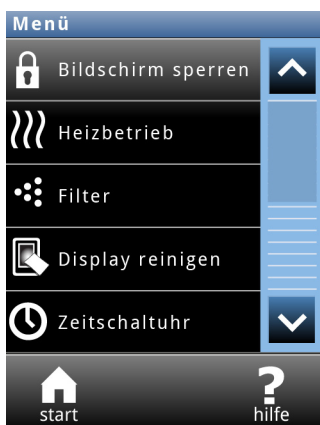 Menü
Bildschirm sperren
Heizbetrieb
Filter
Display reinigen
Zeitschaltuhr
start
hilfe